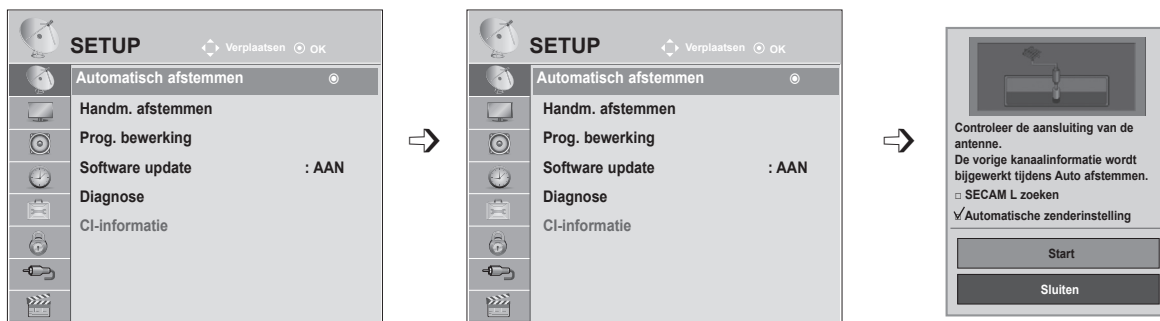 SETUP
Verplaatsen OK
Automatisch afstemmen
Handm. afstemmen
Prog. bewerking
Software update : AAN
Diagnose
CI-informatie
SETUP
Verplaatsen OK
Automatisch afstemmen
Handm. afstemmen
Prog. bewerking
Software update : AAN
Diagnose
CI-informatie
Controleer de aansluiting van de
antenne.
De vorige kanaalinformatie wordt
bijgewerkt tijdens Auto afstemmen.
□ SECAM L zoeken
Automatische zenderinstelling
Start
Sluiten